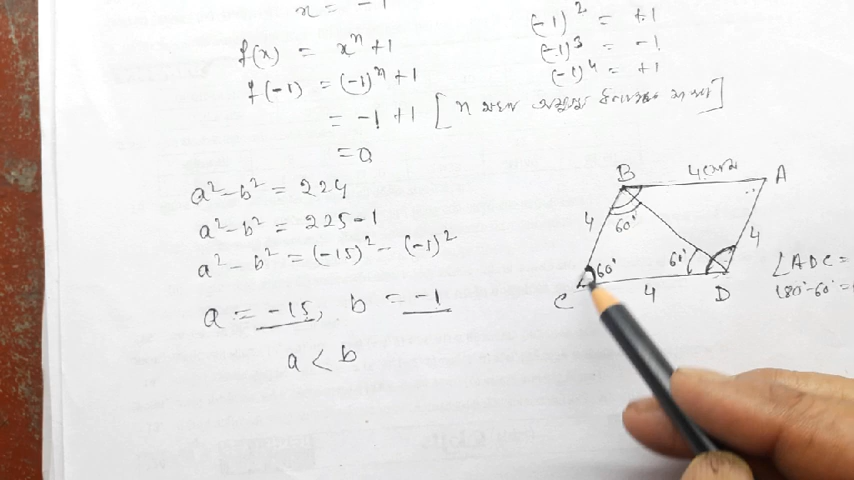 x = -1
f(x) = xⁿ+1
f(-1) = (-1)ⁿ+1
= -1+1 [n
=0
(-1)² = +1
(-1)³ = -1
(-1)⁴ = +1
a²-b² = 224
a²-b² = 225-1
a²-b² = (-15)² - (-1)²
a = -15, b = -1
a < b
B 4 A
4 60° 60° 4
60°
C 4 D
∠ADC =
180°-60°=